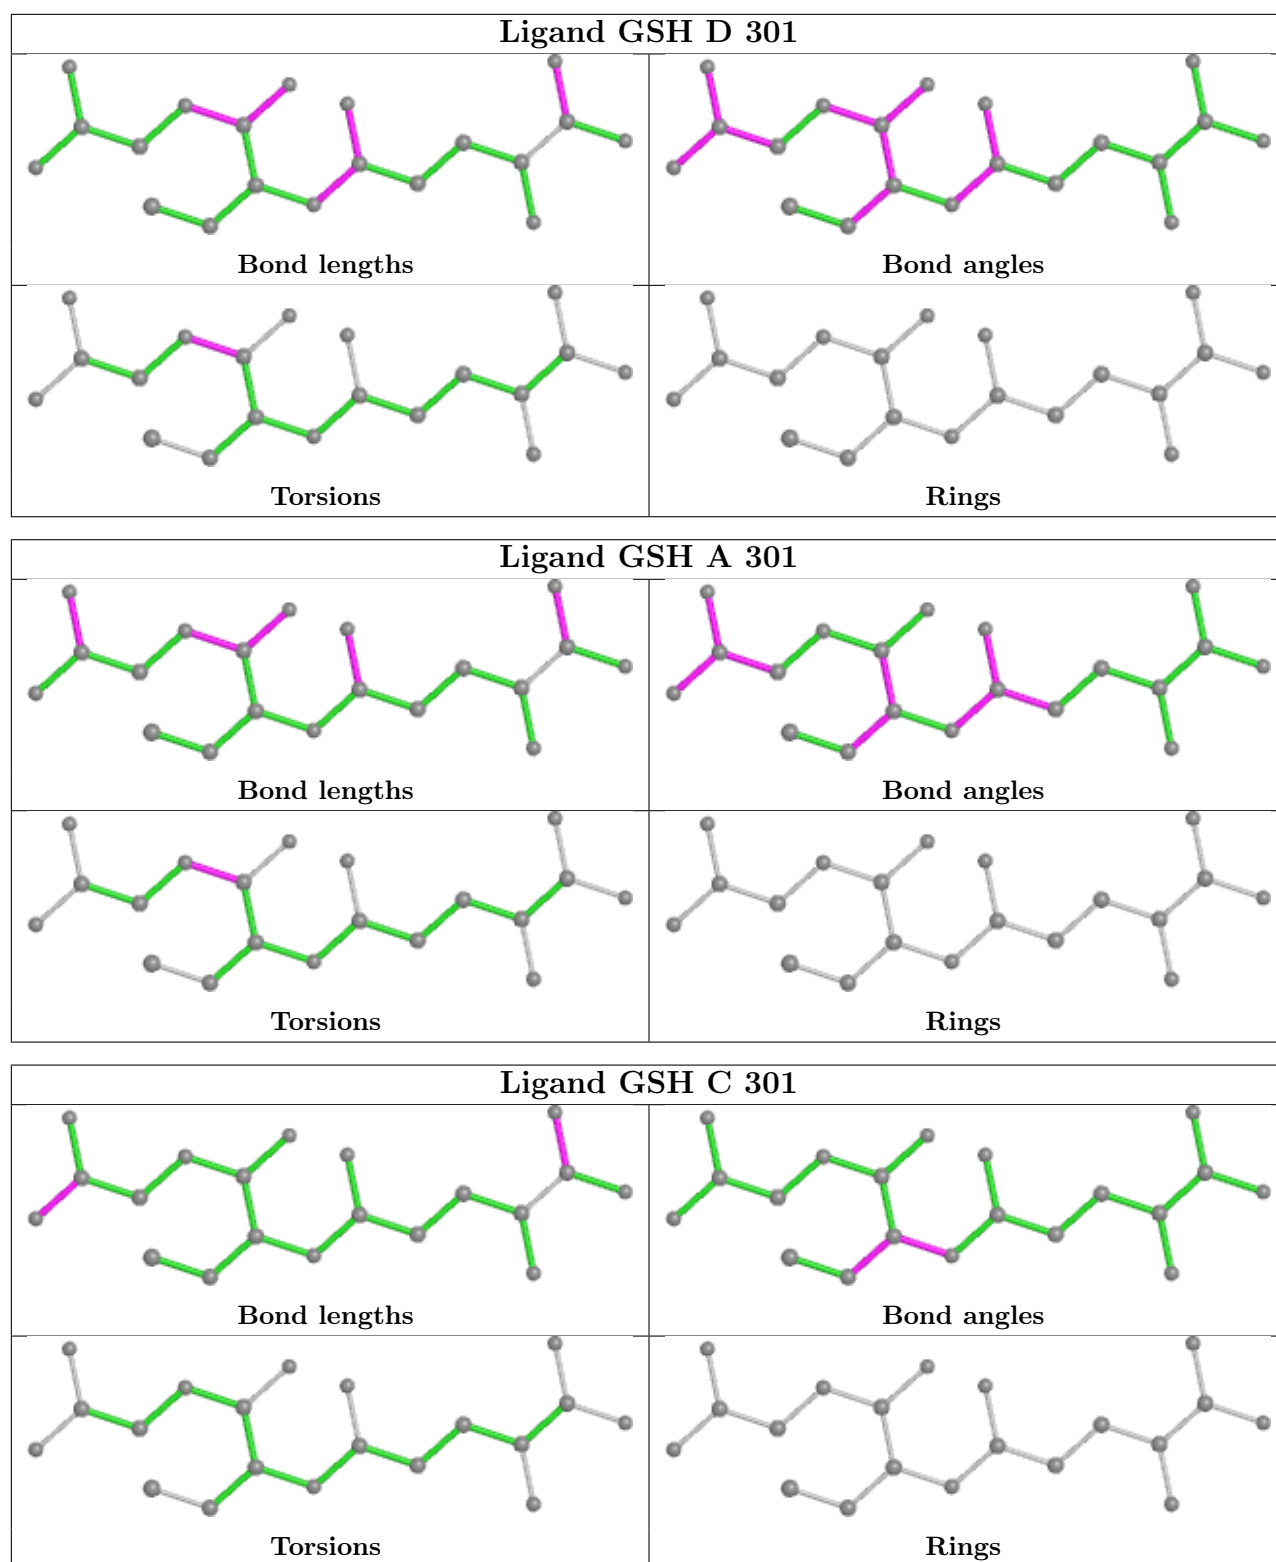 Ligand GSH D 301
Bond lengths
Bond angles
Torsions
Rings
Ligand GSH A 301
Bond lengths
Bond angles
Torsions
Rings
Ligand GSH C 301
Bond lengths
Bond angles
Torsions
Rings